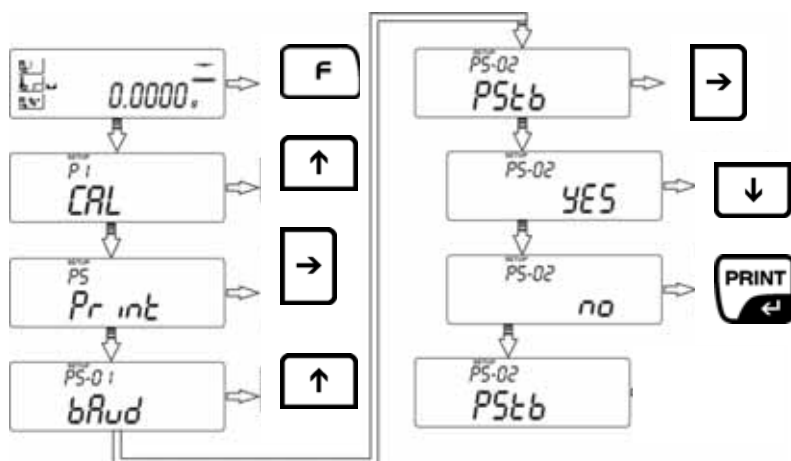 0.0000 g
F
SETUP
P1
CAL
↑
SETUP
PS
Print
→
SETUP
PS-01
bAud
↑
SETUP
PS-02
PStb
→
SETUP
PS-02
YES
↓
SETUP
PS-02
no
PRINT
SETUP
PS-02
PStb